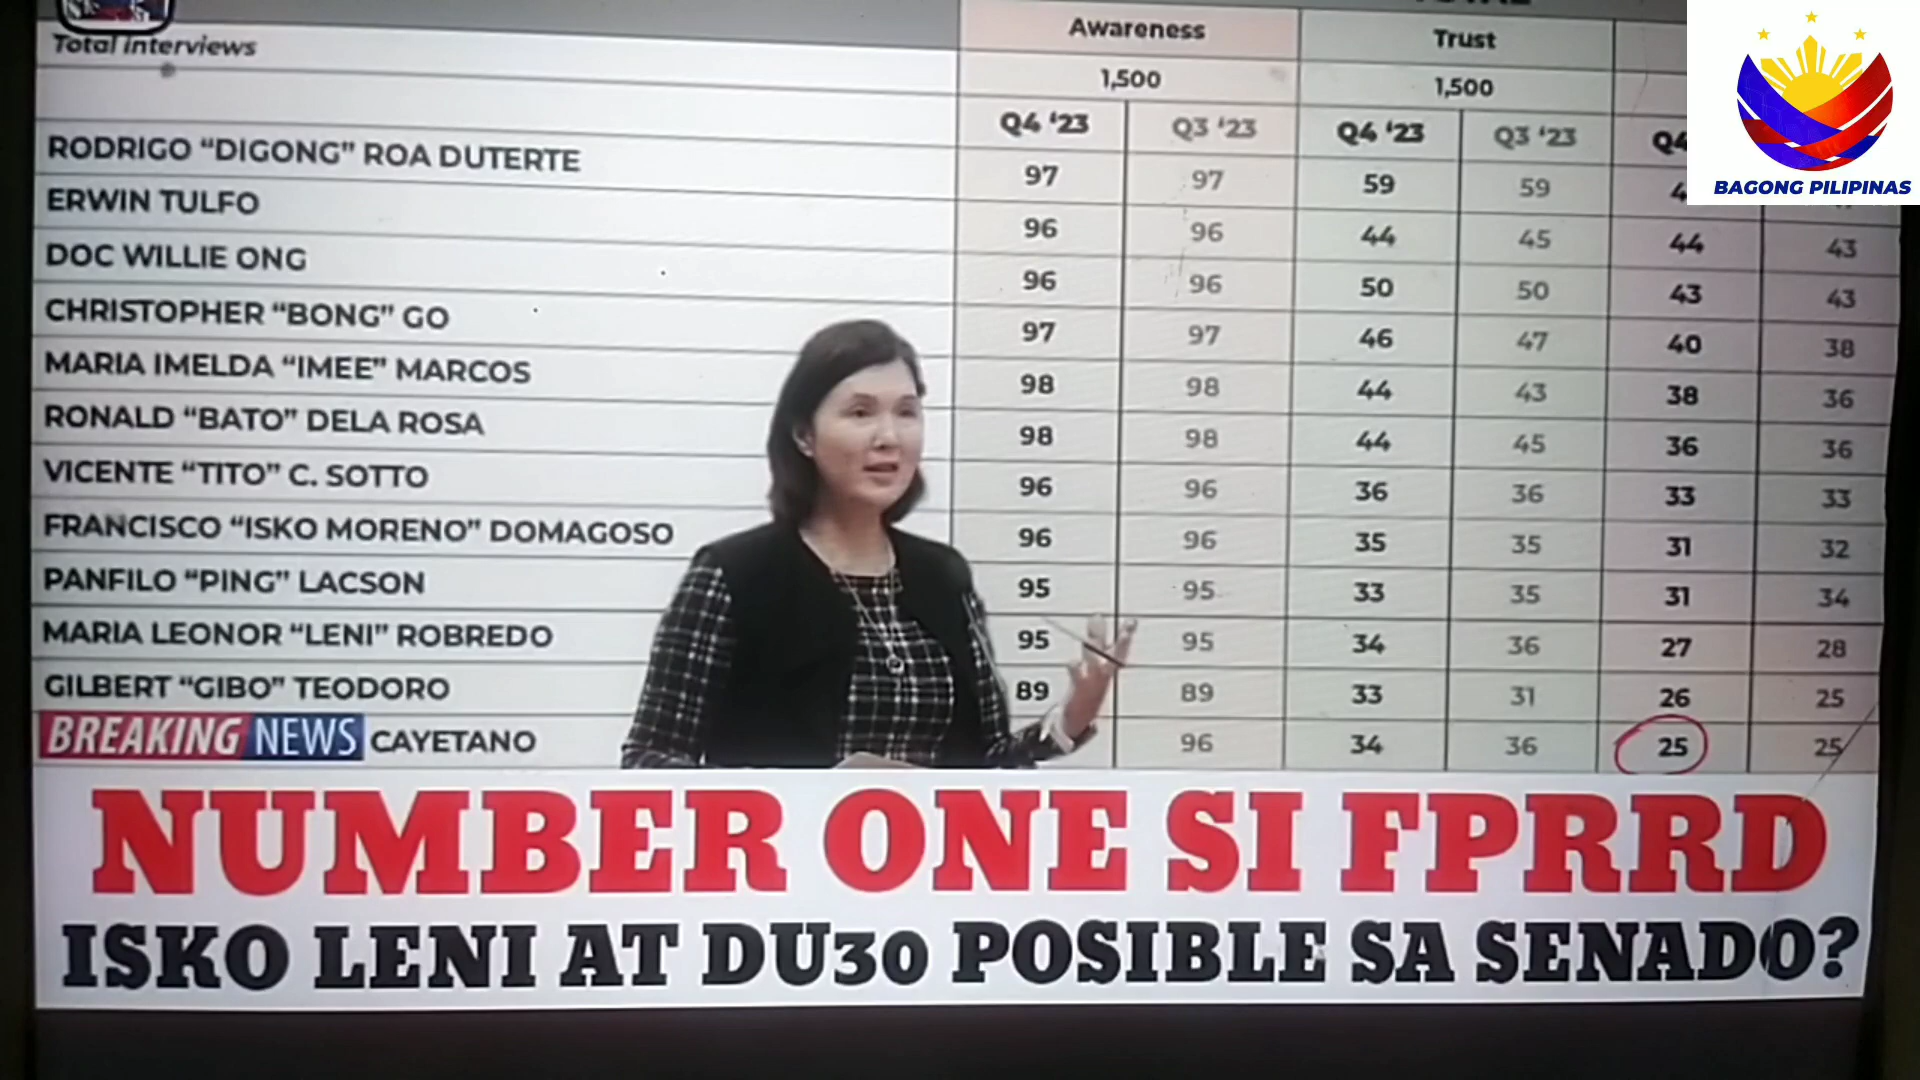 Total Interviews
Awareness Trust
1,500 1,500
Q4 ‘23 Q3 ‘23 Q4 ‘23 Q3 ‘23 Q4
RODRIGO “DIGONG” ROA DUTERTE 97 97 59 59
ERWIN TULFO 96 96 44 45 44 43
DOC WILLIE ONG 96 96 50 50 43 43
CHRISTOPHER “BONG” GO 97 97 46 47 40 38
MARIA IMELDA “IMEE” MARCOS 98 98 44 43 38 36
RONALD “BATO” DELA ROSA 98 98 44 45 36 36
VICENTE “TITO” C. SOTTO 96 96 36 36 33 33
FRANCISCO “ISKO MORENO” DOMAGOSO 96 96 35 35 31 32
PANFILO “PING” LACSON 95 95 33 35 31 34
MARIA LEONOR “LENI” ROBREDO 95 95 34 36 27 28
GILBERT “GIBO” TEODORO 89 89 33 31 26 25
BREAKING NEWS CAYETANO 96 34 36 25 25
BAGONG PILIPINAS
NUMBER ONE SI FPRRD
ISKO LENI AT DU30 POSIBLE SA SENADO?